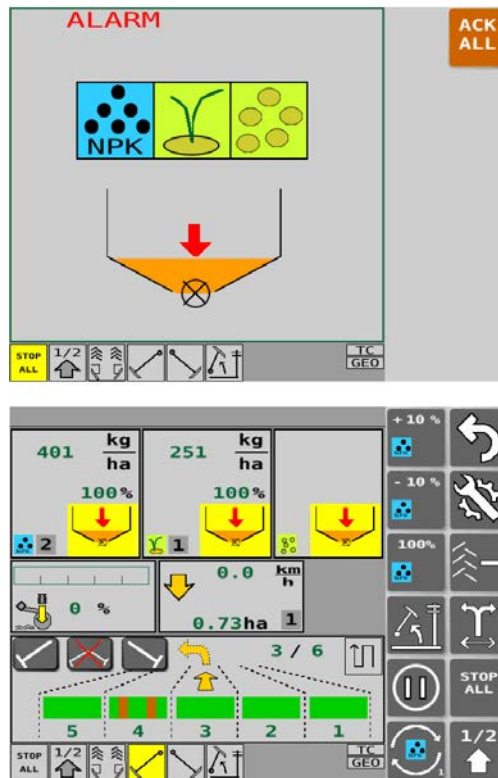 ALARM
ACK
ALL
NPK
STOP
ALL
1/2
TC
GEO
401 kg/ha
251 kg/ha
100%
100%
2
1
0 %
0.0 km/h
0.73ha 1
3 / 6
5 4 3 2 1
STOP
ALL
1/2
TC
GEO
+10 %
- 10 %
100%
STOP
ALL
1
1/2